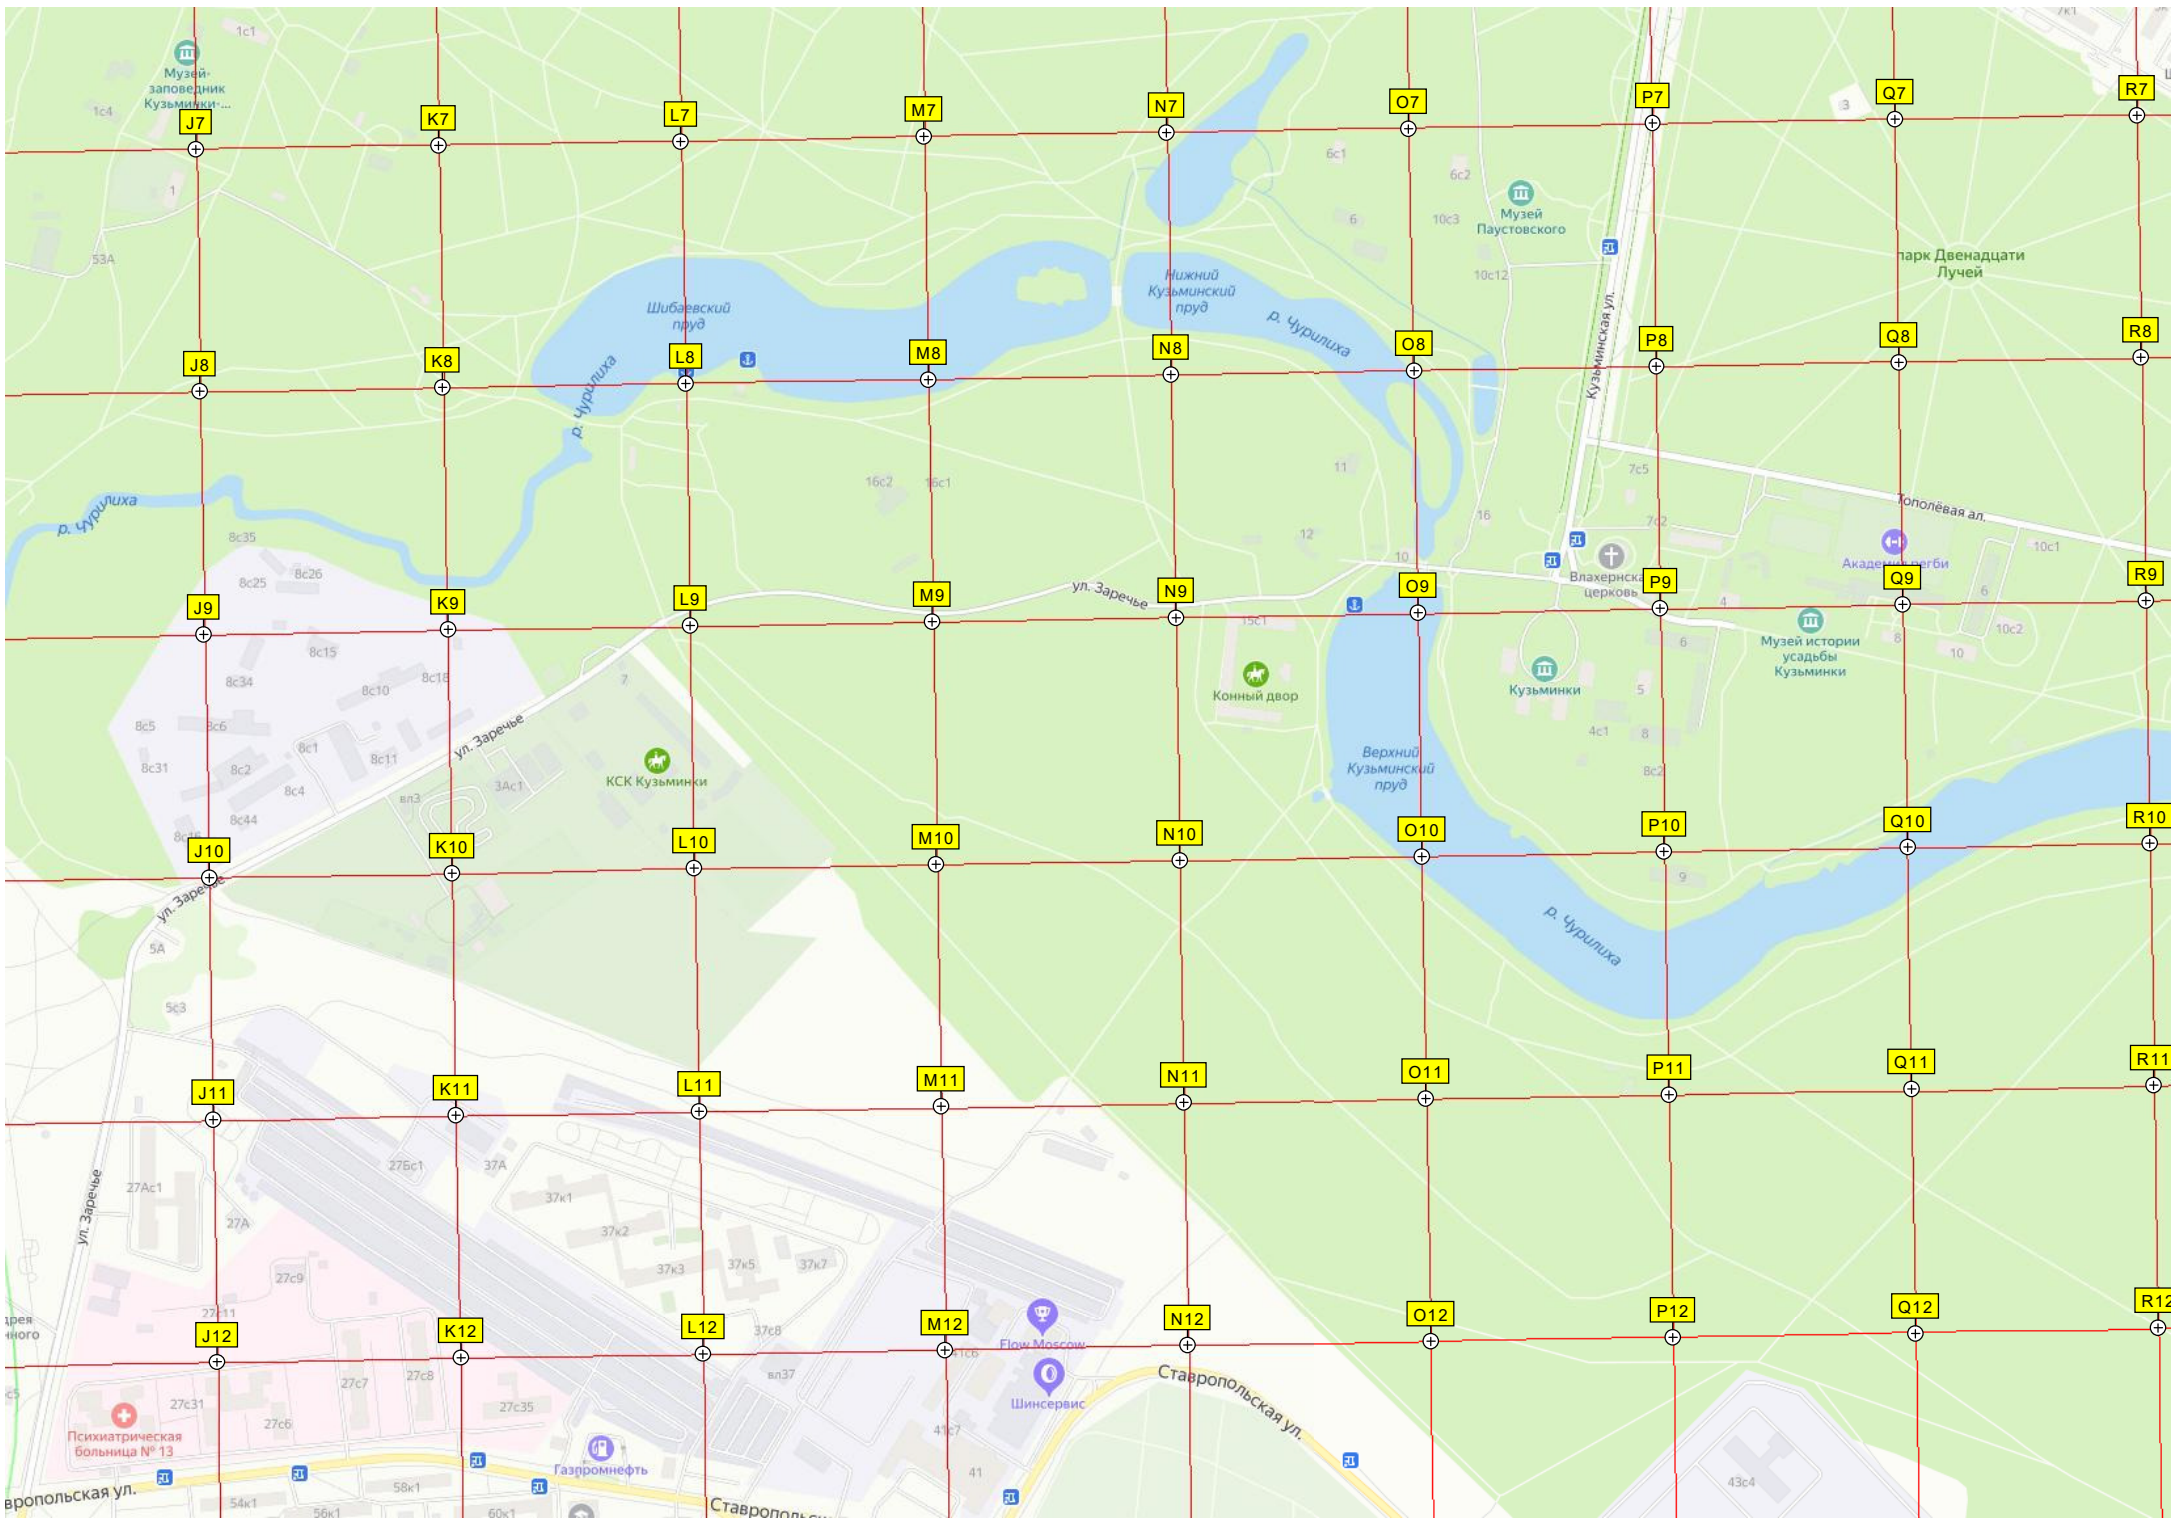 1с1
7к1
Музей-
заповедник
Кузьминки-...
1с4
3
J7
K7
L7
M7
N7
O7
P7
Q7
R7
1
6с1
6с2
Музей
Паустовского
6
10с3
53А
10с12
парк Двенадцати
Лучей
Шибаевский
пруд
Нижний
Кузьминский
пруд
р. Чурилиха
Кузьминская ул.
J8
K8
L8
M8
N8
O8
P8
Q8
R8
р. Чурилиха
16с2
16с1
11
7с5
р. Чурилиха
Тополёвая ал.
16
7с2
8с35
12
10
10с1
8с25
8с26
Влахернска
церковь
Академия регби
ул. Заречье
6
J9
K9
L9
M9
N9
O9
P9
Q9
R9
15с1
4
8с15
6
Музей истории
усадьбы
Кузьминки
8
10
10с2
8с34
8с10
8с18
7
Конный двор
Кузьминки
5
8с5
8с6
ул. Заречье
4с1
8
8с1
8с11
Верхний
Кузьминский
пруд
8с31
8с2
КСК Кузьминки
8с2
8с4
вл3
3Ас1
8с44
J10
K10
L10
M10
N10
O10
P10
Q10
R10
ул. Заречье
9
5А
р. Чурилиха
5с3
J11
K11
L11
M11
N11
O11
P11
Q11
R11
27Бс1
37А
27Ас1
37к1
ул. Заречье
27А
37к2
27с9
37к3
37к5
37к7
27с11
J12
K12
L12
M12
N12
O12
P12
Q12
R12
37с8
41с6
Flow Moscow
27с7
27с8
вл37
Ставропольская ул.
27с31
27с6
27с35
Шинсервис
Психиатрическая
больница № 13
41с7
Газпромнефть
41
43с4
вропольская ул.
54к1
56к1
58к1
60к1
Ставропольс